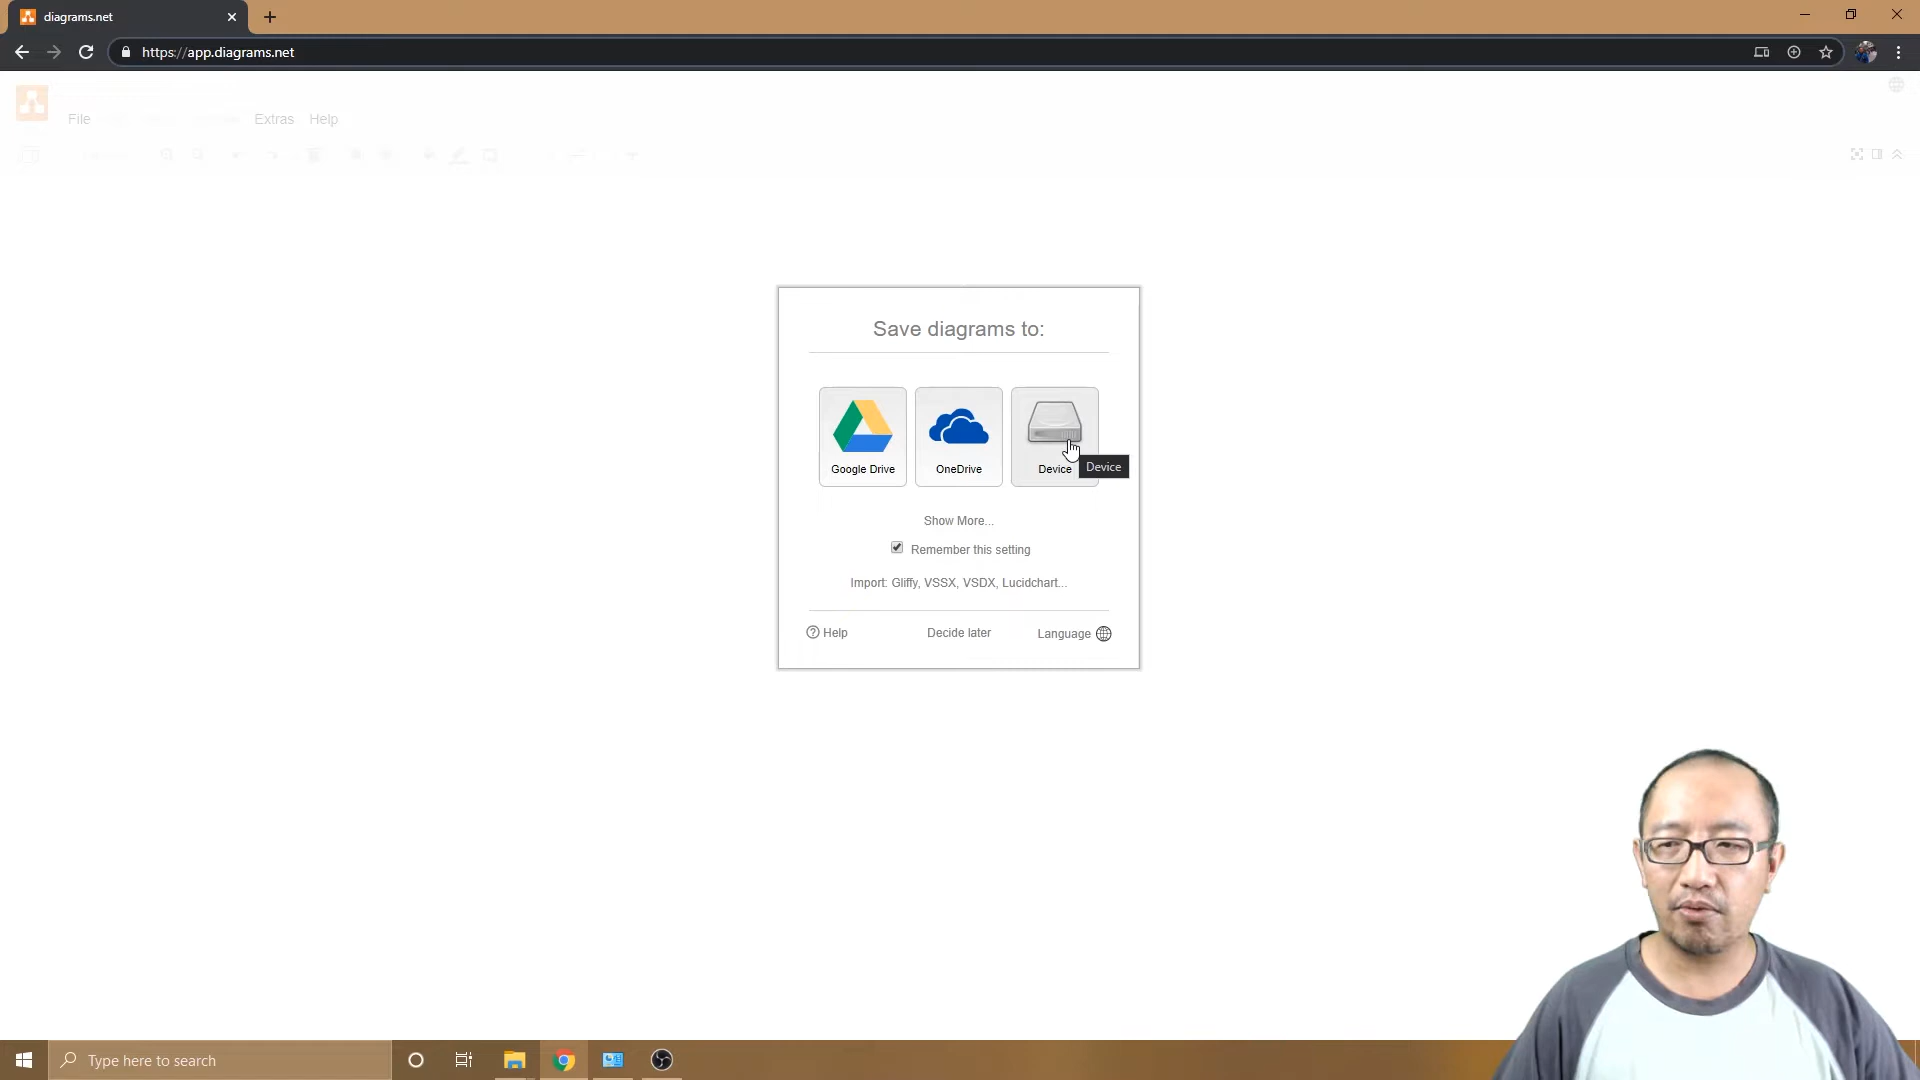 diagrams.net
https://app.diagrams.net
File Extras Help
Save diagrams to:
Google Drive OneDrive Device
Device
Show More...
Remember this setting
Import: Gliffy, VSSX, VSDX, Lucidchart...
Help Decide later Language
Type here to search